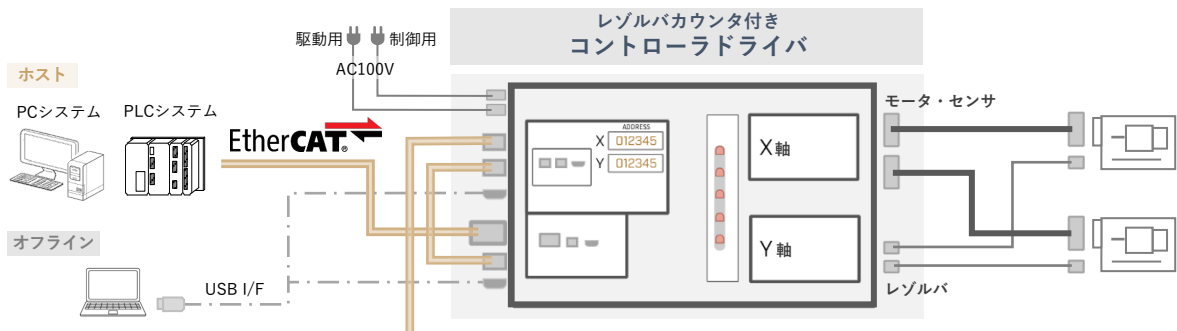 レゾルバカウンタ付き
コントローラドライバ
駆動用
制御用
AC100V
ホスト
PCシステム
PLCシステム
EtherCAT®
ADDRESS
X 012345
Y 012345
X軸
Y軸
モータ・センサ
レゾルバ
オフライン
USB I/F